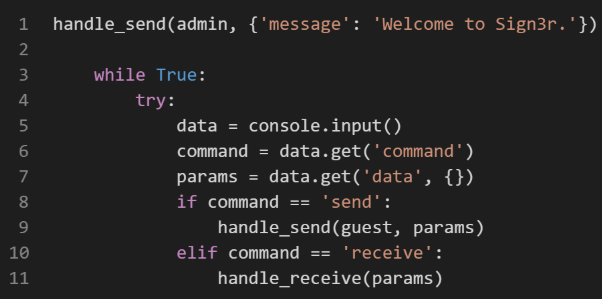 1 handle_send(admin, {'message': 'Welcome to Sign3r.'})
2
3     while True:
4         try:
5             data = console.input()
6             command = data.get('command')
7             params = data.get('data', {})
8             if command == 'send':
9                 handle_send(guest, params)
10             elif command == 'receive':
11                 handle_receive(params)